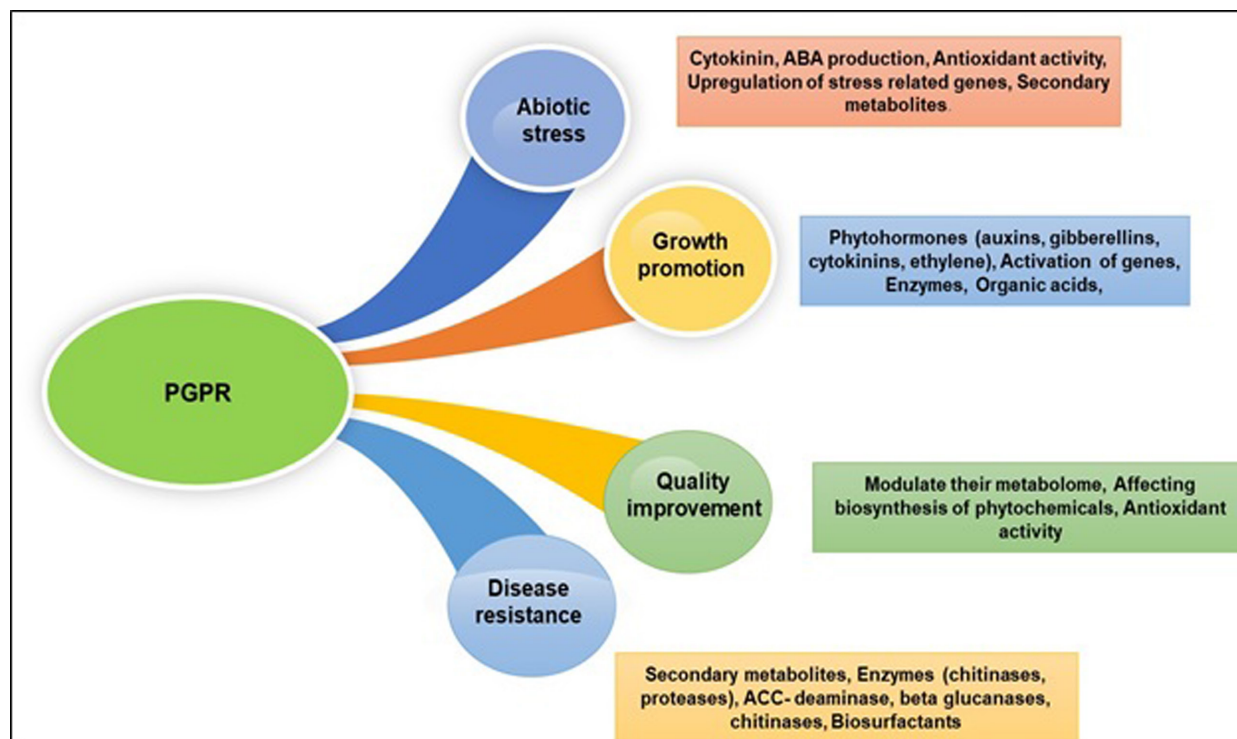 Abiotic
stress
Cytokinin, ABA production, Antioxidant activity,
Upregulation of stress related genes, Secondary
metabolites.
Growth
promotion
Phytohormones (auxins, gibberellins,
cytokinins, ethylene), Activation of genes,
Enzymes, Organic acids,
PGPR
Quality
improvement
Modulate their metabolome, Affecting
biosynthesis of phytochemicals, Antioxidant
activity
Disease
resistance
Secondary metabolites, Enzymes (chitinases,
proteases), ACC- deaminase, beta glucanases,
chitinases, Biosurfactants